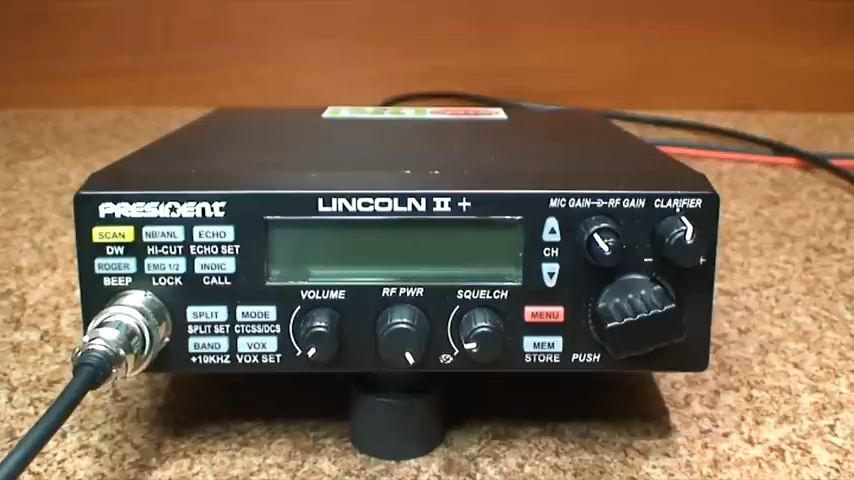 PRESIDENT
LINCOLN II +
MIC GAIN RF GAIN CLARIFIER
SCAN NB/ANL ECHO
DW HI-CUT ECHO SET
ROGER EMG 1/2 INDIC
BEEP LOCK CALL
CH
- +
VOLUME RF PWR SQUELCH
SPLIT MODE
SPLIT SET CTCSS/DCS
BAND VOX
+10KHZ VOX SET
MENU
MEM
STORE PUSH